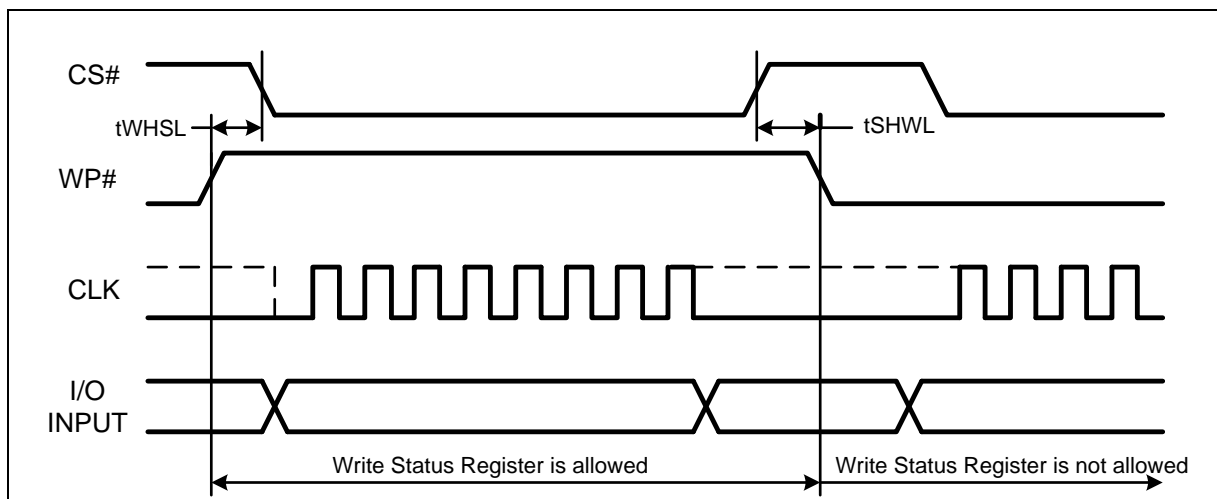 CS#
tWHSL
tSHWL
WP#
CLK
I/O
INPUT
Write Status Register is allowed
Write Status Register is not allowed